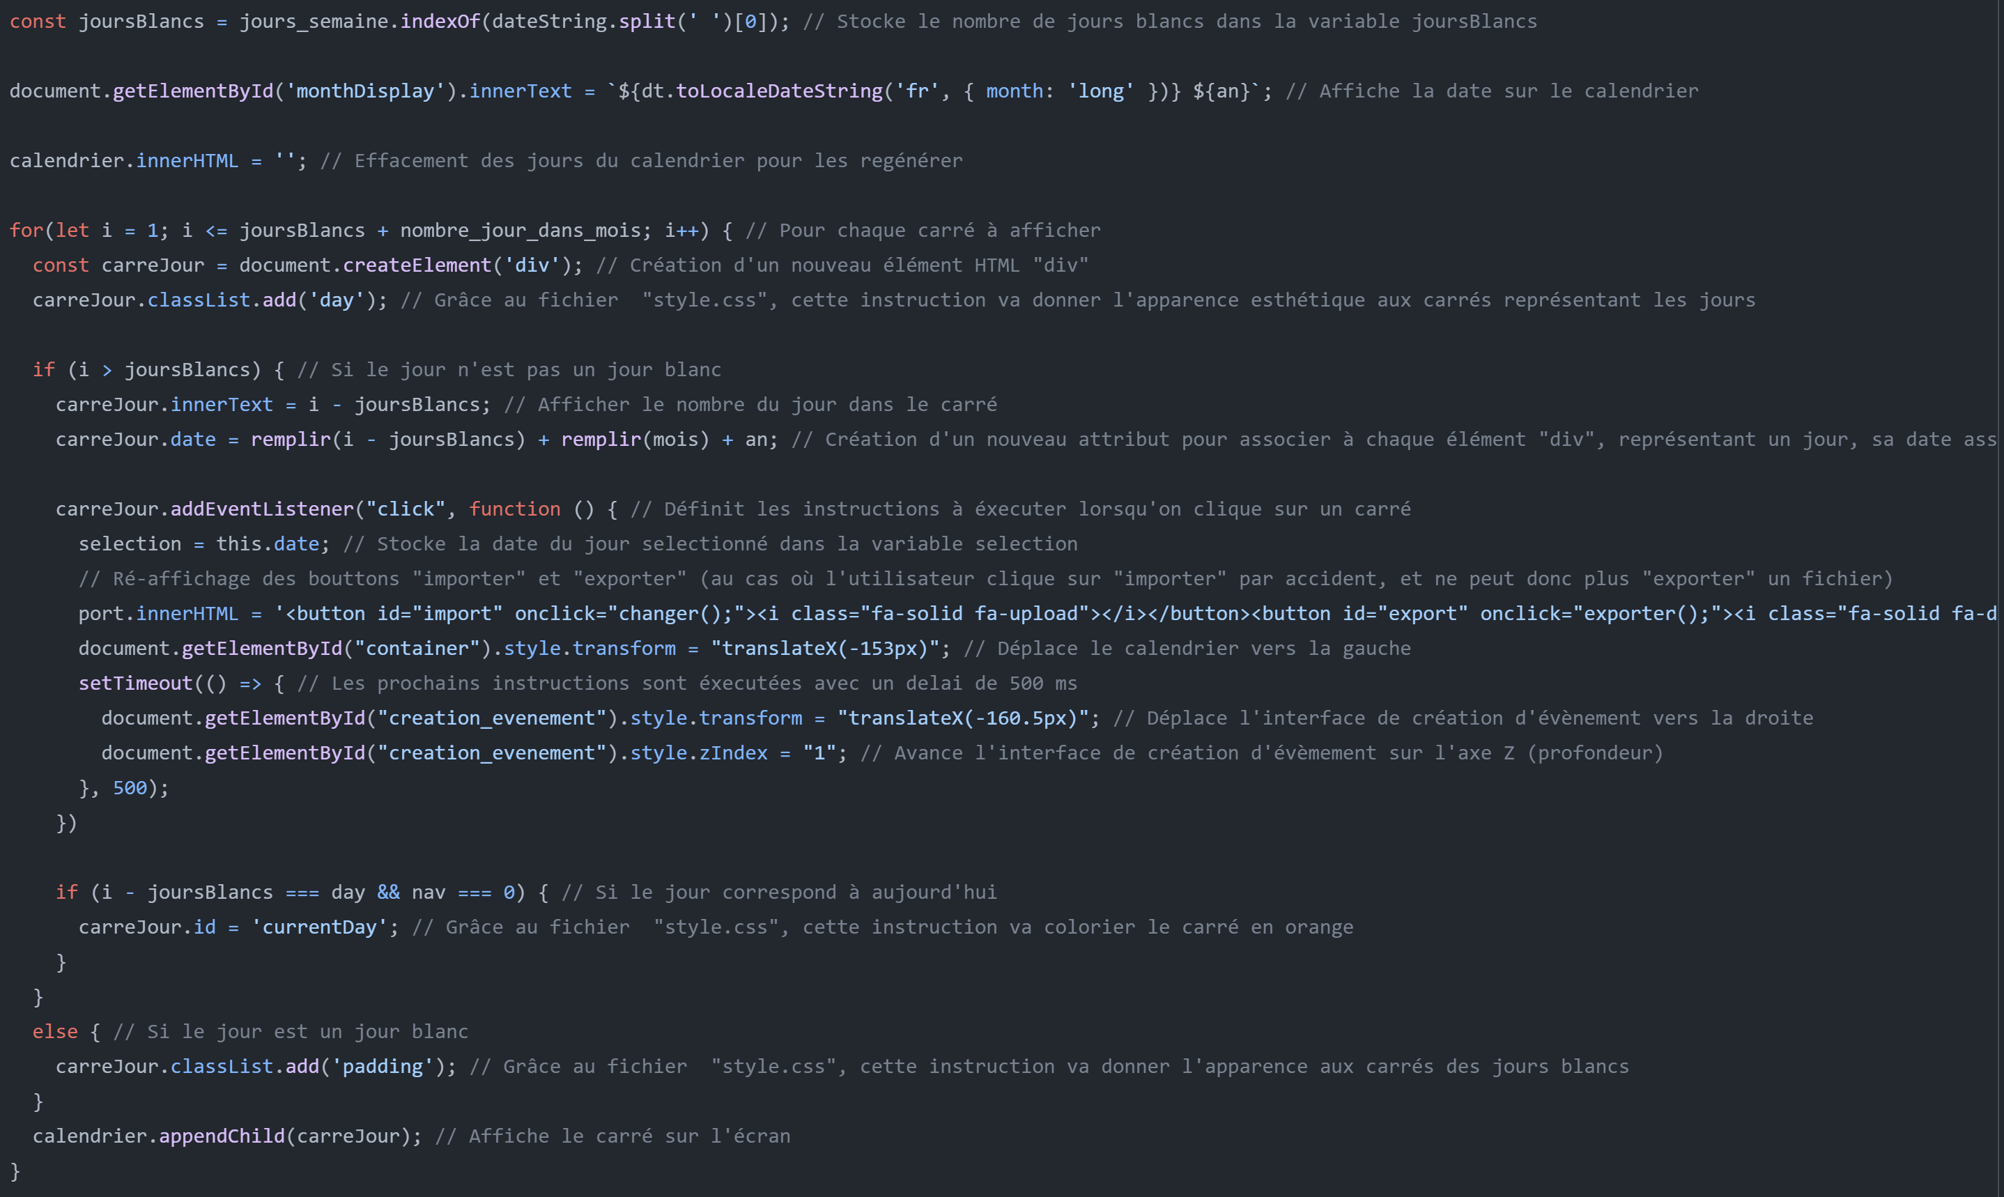 const joursBlancs = jours_semaine.indexOf(dateString.split(' ')[0]); // Stocke le nombre de jours blancs dans la variable joursBlancs
document.getElementById('monthDisplay').innerText = `${dt.toLocaleDateString('fr', { month: 'long' })} ${an}`; // Affiche la date sur le calendrier
calendrier.innerHTML = ''; // Effacement des jours du calendrier pour les regénérer
for(let i = 1; i <= joursBlancs + nombre_jour_dans_mois; i++) { // Pour chaque carré à afficher
  const carreJour = document.createElement('div'); // Création d'un nouveau élément HTML "div"
  carreJour.classList.add('day'); // Grâce au fichier  "style.css", cette instruction va donner l'apparence esthétique aux carrés représentant les jours
  if (i > joursBlancs) { // Si le jour n'est pas un jour blanc
    carreJour.innerText = i - joursBlancs; // Afficher le nombre du jour dans le carré
    carreJour.date = remplir(i - joursBlancs) + remplir(mois) + an; // Création d'un nouveau attribut pour associer à chaque élément "div", représentant un jour, sa date ass
    carreJour.addEventListener("click", function () { // Définit les instructions à éxecuter lorsqu'on clique sur un carré
      selection = this.date; // Stocke la date du jour selectionné dans la variable selection
      // Ré-affichage des bouttons "importer" et "exporter" (au cas où l'utilisateur clique sur "importer" par accident, et ne peut donc plus "exporter" un fichier)
      port.innerHTML = '<button id="import" onclick="changer();"><i class="fa-solid fa-upload"></i></button><button id="export" onclick="exporter();"><i class="fa-solid fa-d
      document.getElementById("container").style.transform = "translateX(-153px)"; // Déplace le calendrier vers la gauche
      setTimeout(() => { // Les prochains instructions sont éxecutées avec un delai de 500 ms
        document.getElementById("creation_evenement").style.transform = "translateX(-160.5px)"; // Déplace l'interface de création d'évènement vers la droite
        document.getElementById("creation_evenement").style.zIndex = "1"; // Avance l'interface de création d'évèmement sur l'axe Z (profondeur)
      }, 500);
    })
    if (i - joursBlancs === day && nav === 0) { // Si le jour correspond à aujourd'hui
      carreJour.id = 'currentDay'; // Grâce au fichier  "style.css", cette instruction va colorier le carré en orange
    }
  }
  else { // Si le jour est un jour blanc
    carreJour.classList.add('padding'); // Grâce au fichier  "style.css", cette instruction va donner l'apparence aux carrés des jours blancs
  }
  calendrier.appendChild(carreJour); // Affiche le carré sur l'écran
}